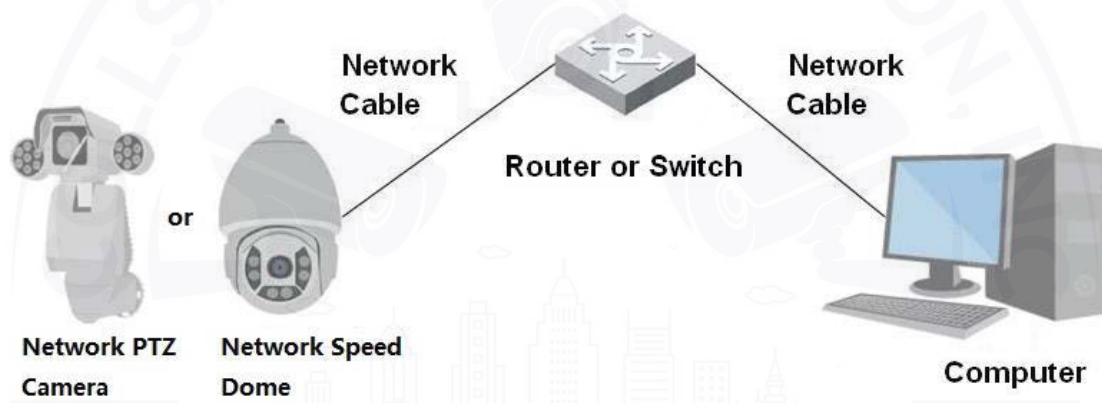 Network
Cable
Network
Cable
Router or Switch
or
Network PTZ
Camera
Network Speed
Dome
Computer